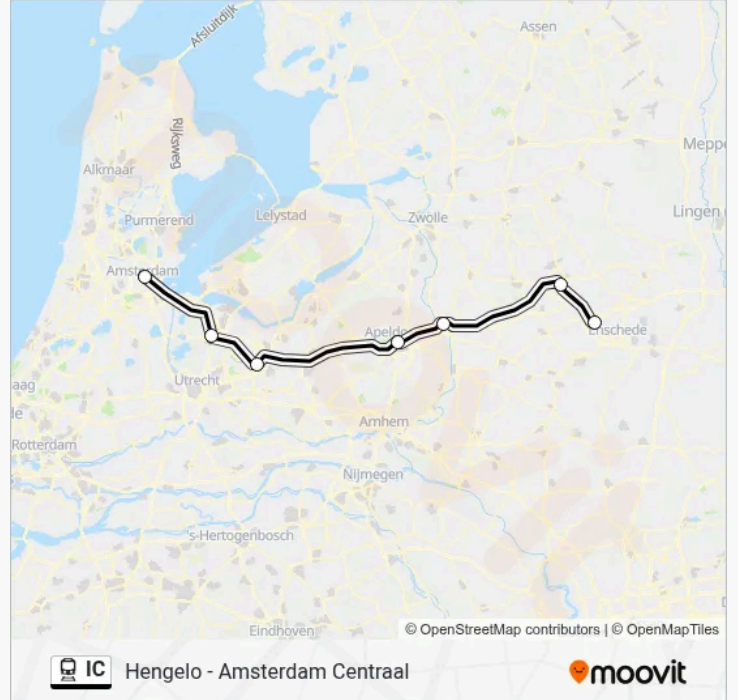 Afsluitdijk
Assen
Rijksweg
Meppe
Alkmaar
Lelystad
Zwolle
Lingen
Purmerend
Amsterdam
Apeldo
Enschede
Utrecht
aag
de
Arnhem
Rotterdam
Nijmegen
's-Hertogenbosch
Eindhoven
© OpenStreetMap contributors | © OpenMapTiles
IC Hengelo - Amsterdam Centraal
moovit